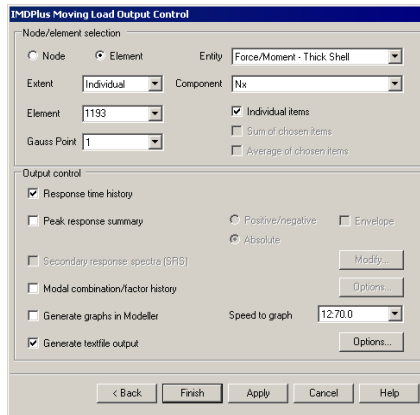 IMDPlus Moving Load Output Control
Node/element selection
Node Element Entity Force/Moment - Thick Shell
Extent Individual Component Nx
Element 1193 Individual items
Sum of chosen items
Gauss Point 1 Average of chosen items
Output control
Response time history
Peak response summary Positive/negative Envelope
Absolute
Secondary response spectra (SRS) Modify...
Modal combination/factor history Options...
Generate graphs in Modeller Speed to graph 12:70.0
Generate textfile output Options...
< Back Finish Apply Cancel Help